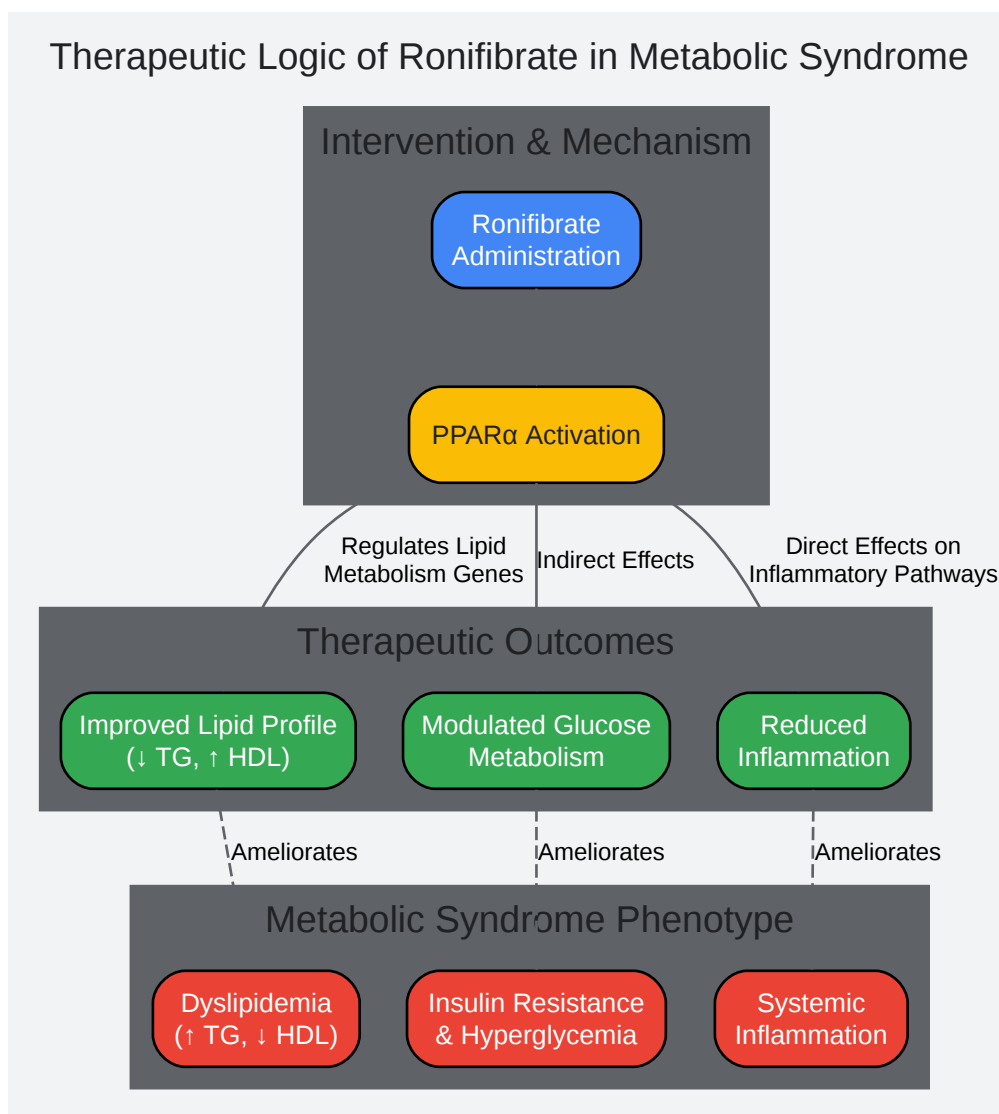 Therapeutic Logic of Ronifibrate in Metabolic Syndrome
Intervention & Mechanism
Ronifibrate
Administration
PPARα Activation
Regulates Lipid
Metabolism Genes
Indirect Effects
Direct Effects on
Inflammatory Pathways
Therapeutic Outcomes
Improved Lipid Profile
(↓ TG, ↑ HDL)
Modulated Glucose
Metabolism
Reduced
Inflammation
Ameliorates
Ameliorates
Ameliorates
Metabolic Syndrome Phenotype
Dyslipidemia
(↑ TG, ↓ HDL)
Insulin Resistance
& Hyperglycemia
Systemic
Inflammation